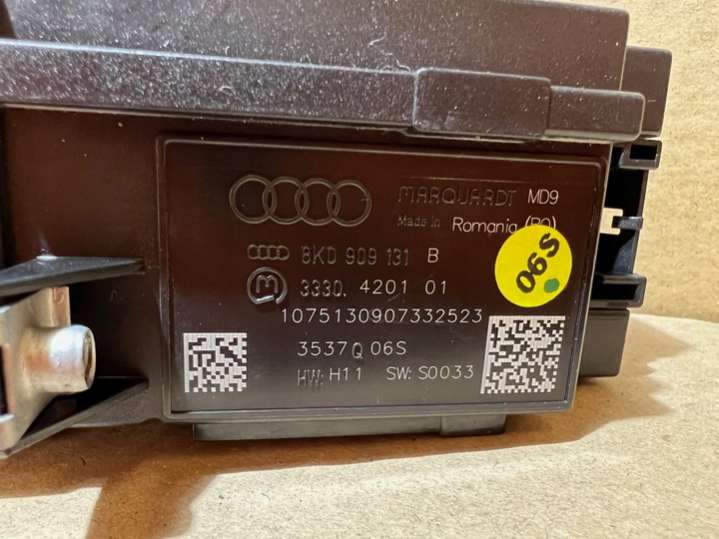 MARQUARDT MD9
Made in Romania (RO)
8K0 909 131 B
3330. 4201 01
1075130907332523
3537Q 06S
HW: H11 SW: S0033
06S